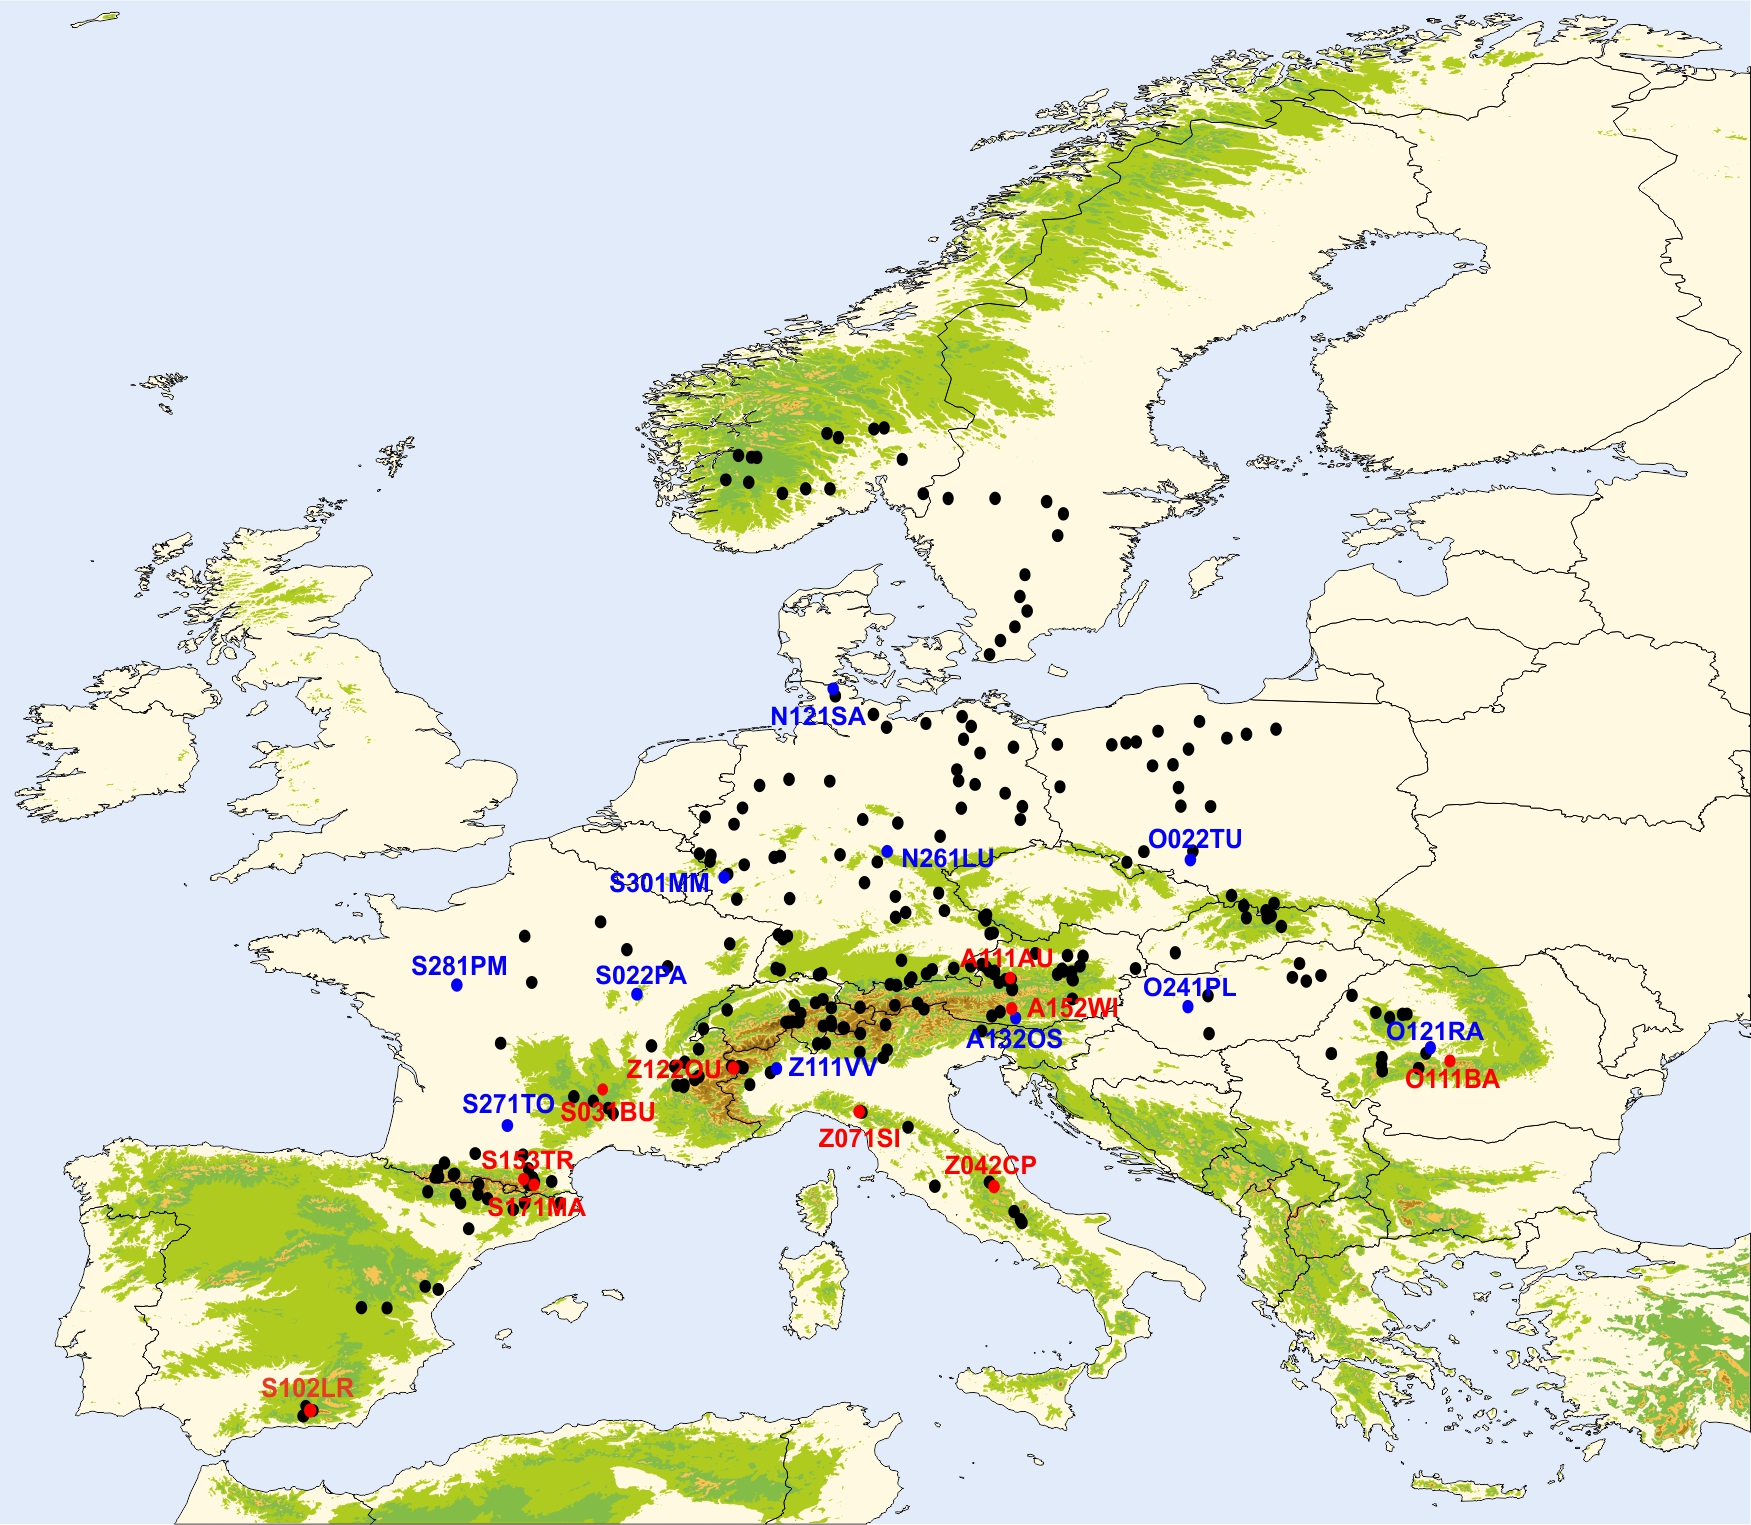 N121SA
O022TU
N261LU
S301MM
A111AU
S281PM
S022PA
O241PL
A152WI
O121RA
A132OS
Z122OU
Z111VV
O111BA
S271TO
S031BU
Z071SI
S153TR
Z042CP
S171MA
S102LR